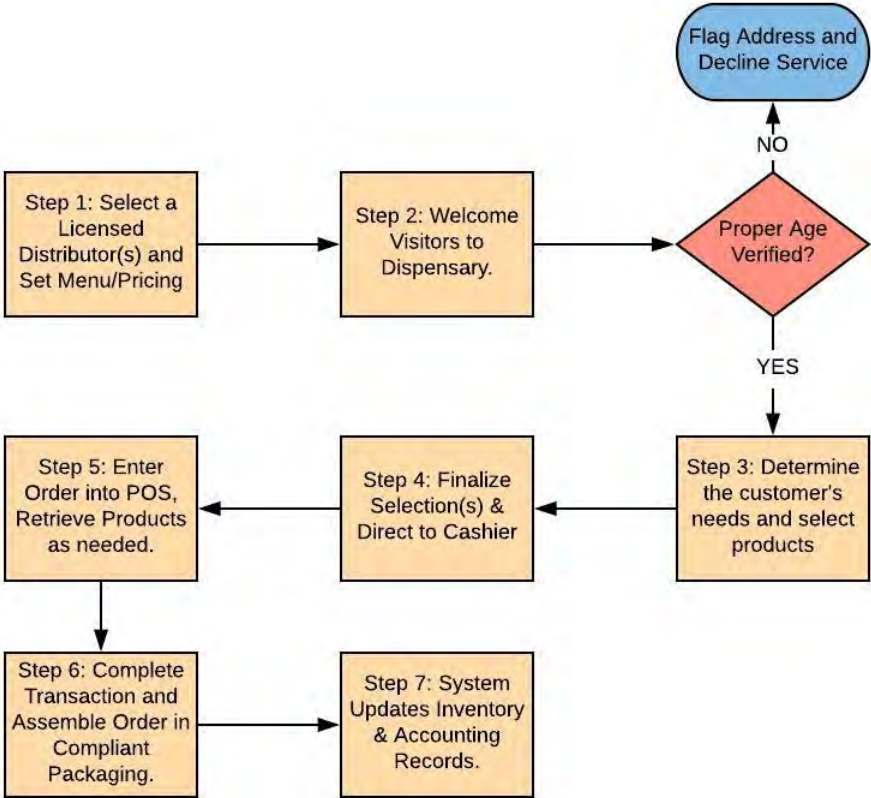 Flag Address and
Decline Service
NO
Step 1: Select a
Licensed
Distributor(s) and
Set Menu/Pricing
Step 2: Welcome
Visitors to
Dispensary.
Proper Age
Verified?
YES
Step 3: Determine
the customer's
needs and select
products
Step 4: Finalize
Selection(s) &
Direct to Cashier
Step 5: Enter
Order into POS,
Retrieve Products
as needed.
Step 6: Complete
Transaction and
Assemble Order in
Compliant
Packaging.
Step 7: System
Updates Inventory
& Accounting
Records.